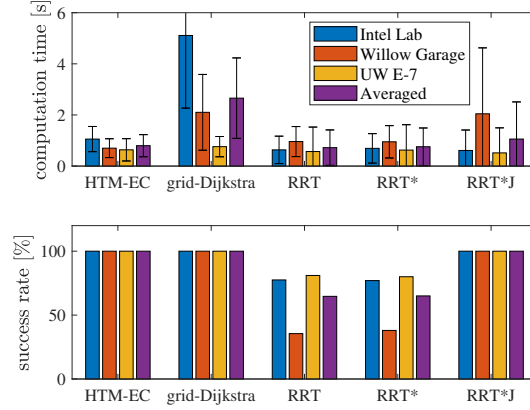 computation time [s]
6
4
2
0
Intel Lab
Willow Garage
UW E-7
Averaged
HTM-EC grid-Dijkstra RRT RRT* RRT*J
success rate [%]
100
50
0
HTM-EC grid-Dijkstra RRT RRT* RRT*J